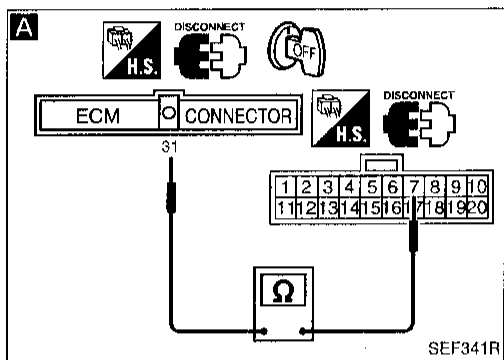 A
DISCONNECT
H.S.
OFF
ECM CONNECTOR
31
DISCONNECT
H.S.
1 2 3 4 5 6 7 8 9 10
11 12 13 14 15 16 17 18 19 20
Ω
SEF341R